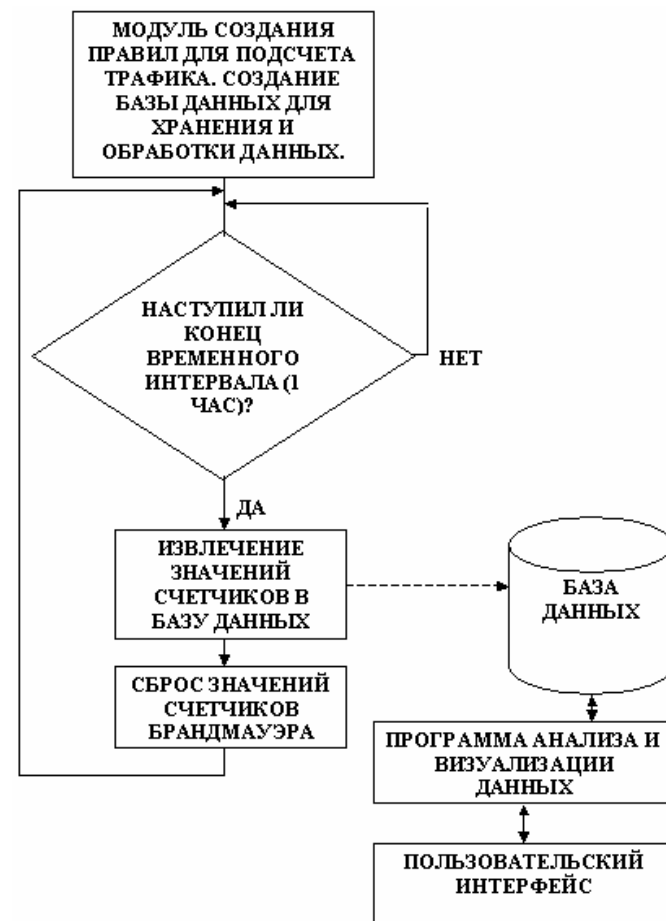 МОДУЛЬ СОЗДАНИЯ
ПРАВИЛ ДЛЯ ПОДСЧЕТА
ТРАФИКА. СОЗДАНИЕ
БАЗЫ ДАННЫХ ДЛЯ
ХРАНЕНИЯ И
ОБРАБОТКИ ДАННЫХ.
НАСТУПИЛ ЛИ
КОНЕЦ
ВРЕМЕННОГО
ИНТЕРВАЛА (1
ЧАС)?
НЕТ
ДА
ИЗВЛЕЧЕНИЕ
ЗНАЧЕНИЙ
СЧЕТЧИКОВ В
БАЗУ ДАННЫХ
БАЗА
ДАННЫХ
СБРОС ЗНАЧЕНИЙ
СЧЕТЧИКОВ
БРАНДМАУЭРА
ПРОГРАММА АНАЛИЗА И
ВИЗУАЛИЗАЦИИ
ДАННЫХ
ПОЛЬЗОВАТЕЛЬСКИЙ
ИНТЕРФЕЙС